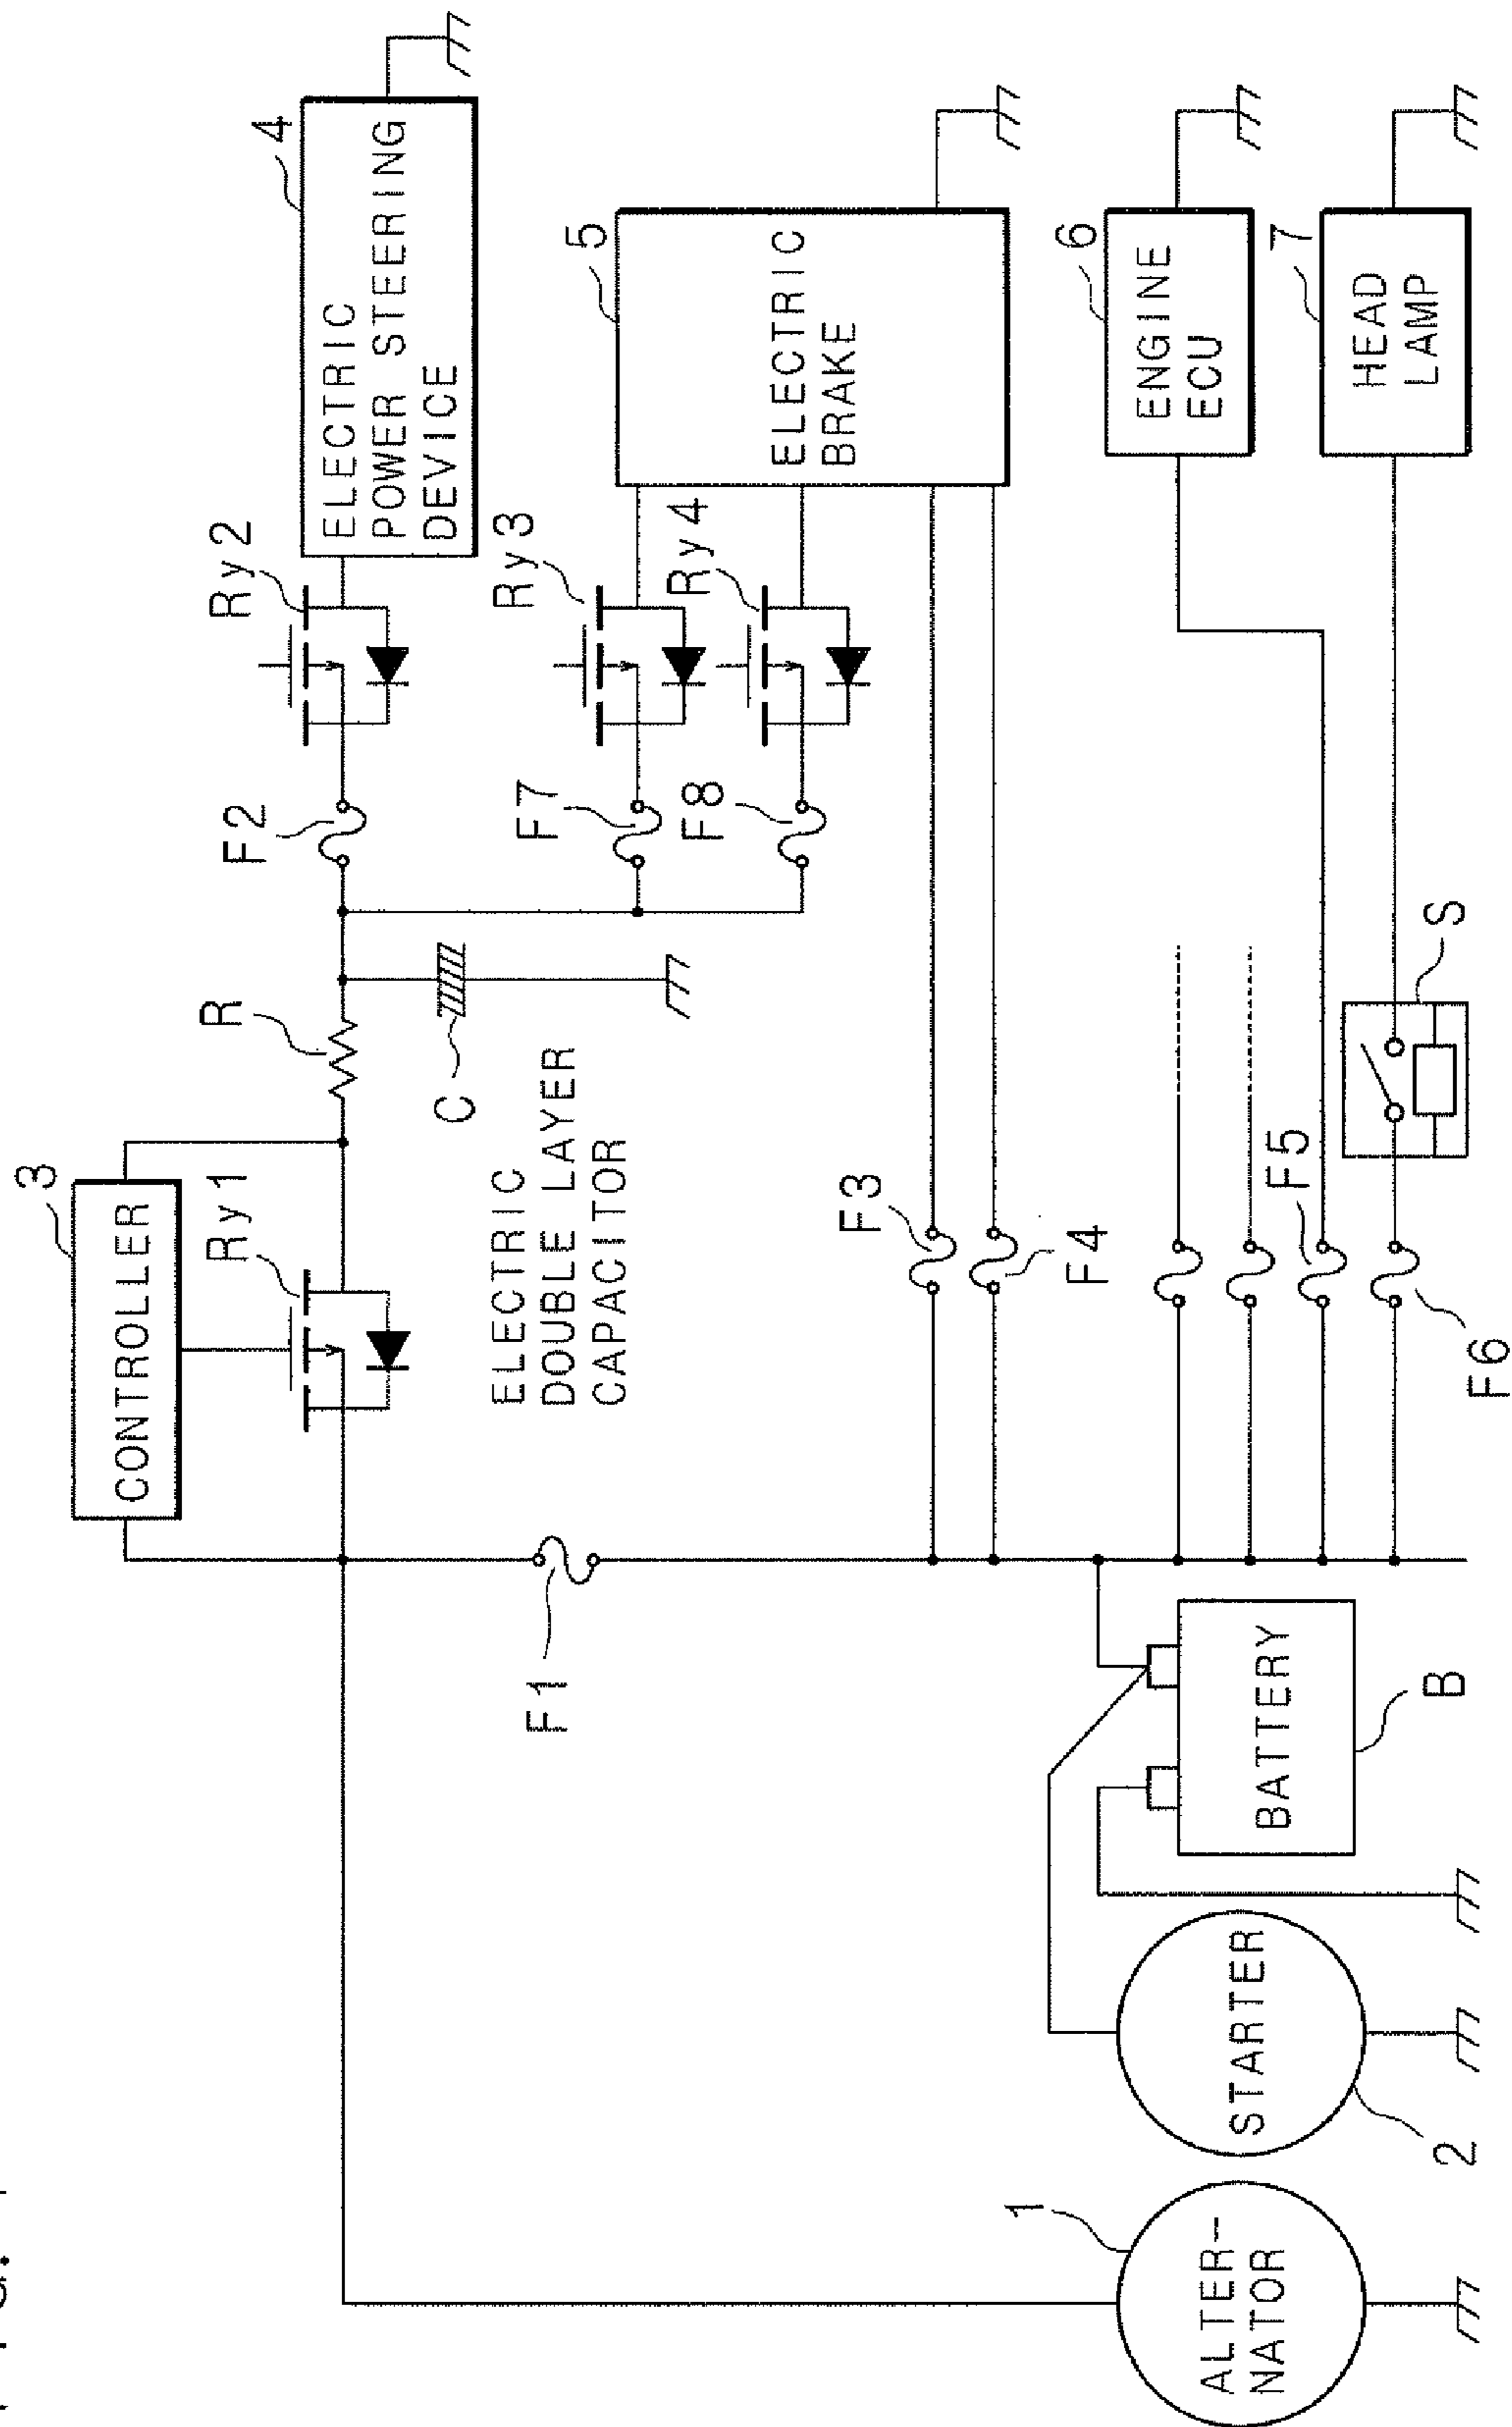 3
CONTROLLER
Ry1
R
F2
Ry2
4
ELECTRIC
POWER STEERING
DEVICE
C
ELECTRIC
DOUBLE LAYER
CAPACITOR
F7
Ry3
F8
Ry4
5
ELECTRIC
BRAKE
F1
F3
F4
6
ENGINE
ECU
F5
7
HEAD
LAMP
S
F6
BATTERY
B
STARTER
2
1
ALTER-
NATOR